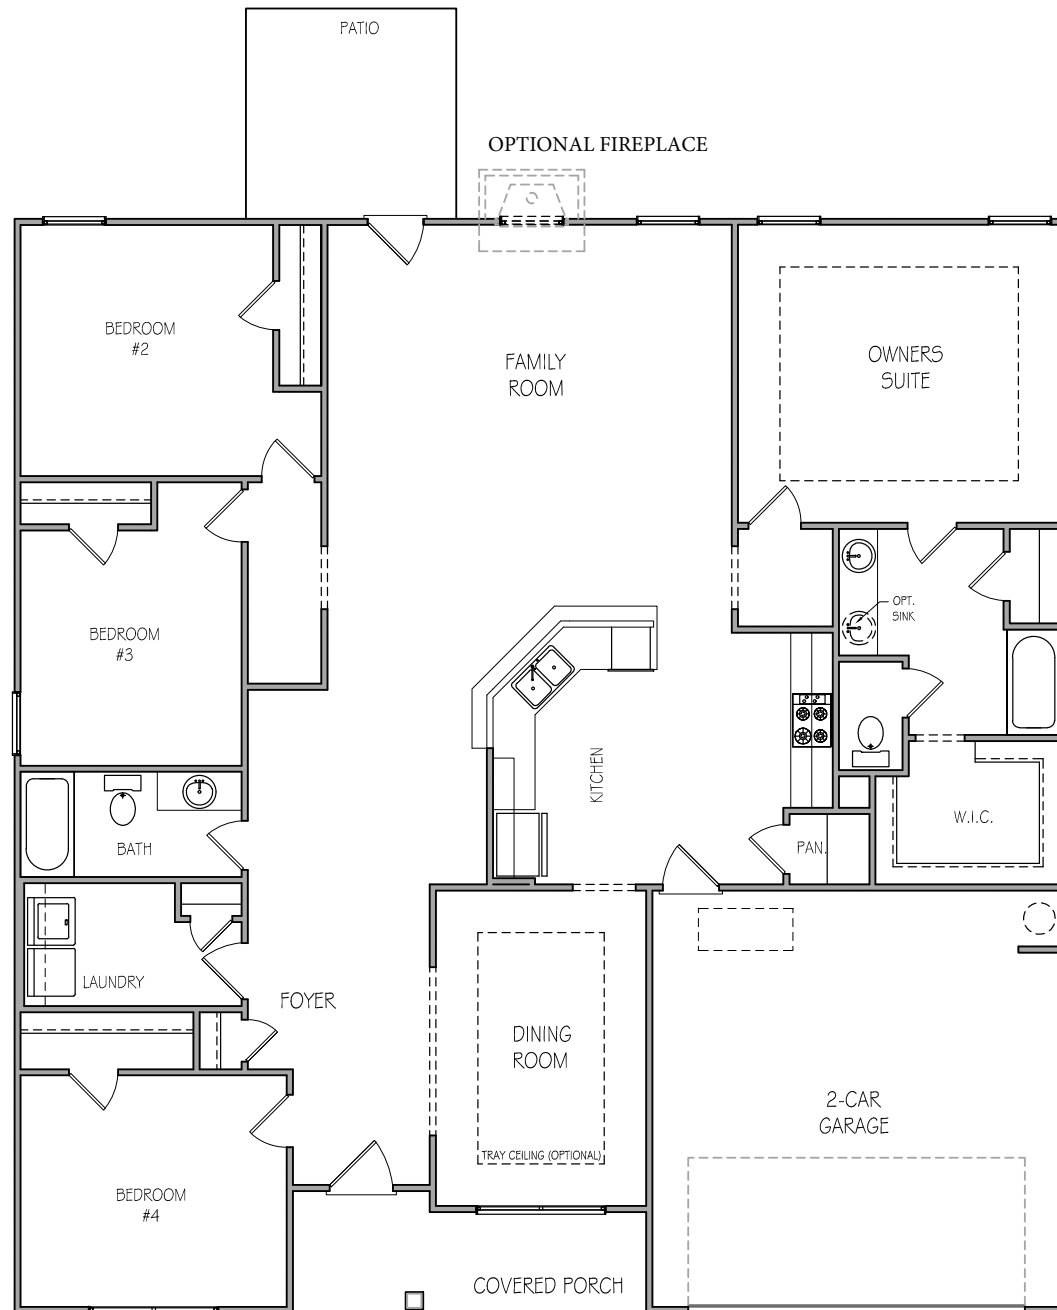 PATIO
OPTIONAL FIREPLACE
BEDROOM
#2
FAMILY
ROOM
OWNERS
SUITE
OPT.
SINK
BEDROOM
#3
KITCHEN
BATH
PAN.
W.I.C.
LAUNDRY
FOYER
DINING
ROOM
2-CAR
GARAGE
TRAY CEILING (OPTIONAL)
BEDROOM
#4
COVERED PORCH